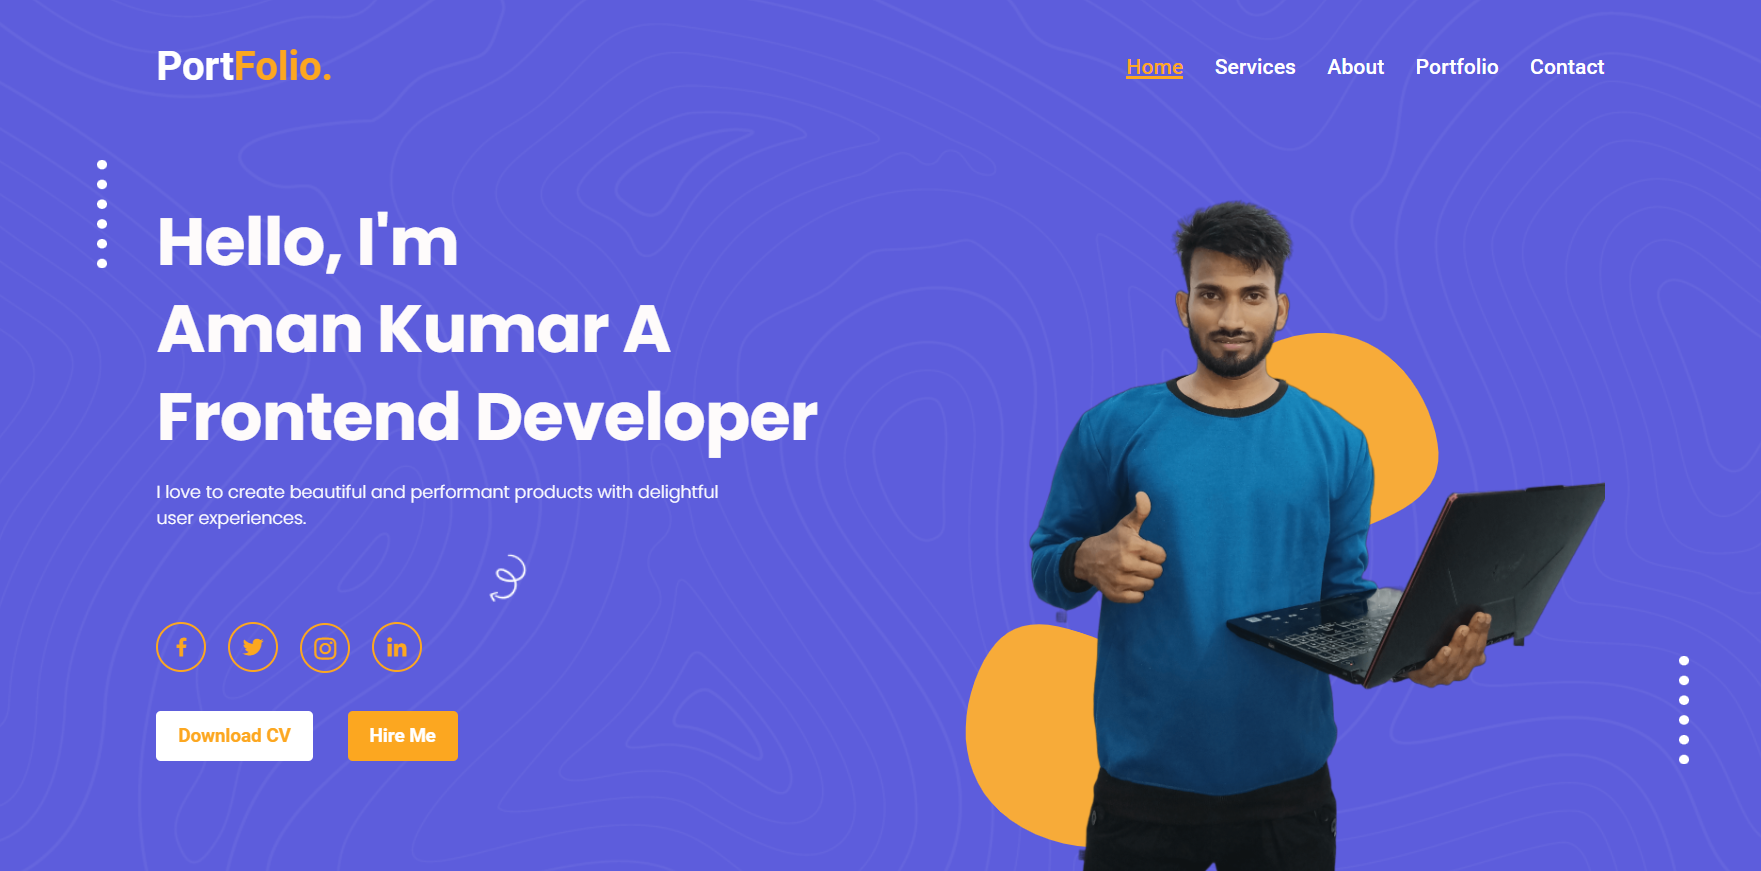 PortFolio.
Home Services About Portfolio Contact
Hello, I'm
Aman Kumar A
Frontend Developer
I love to create beautiful and performant products with delightful
user experiences.
Download CV Hire Me